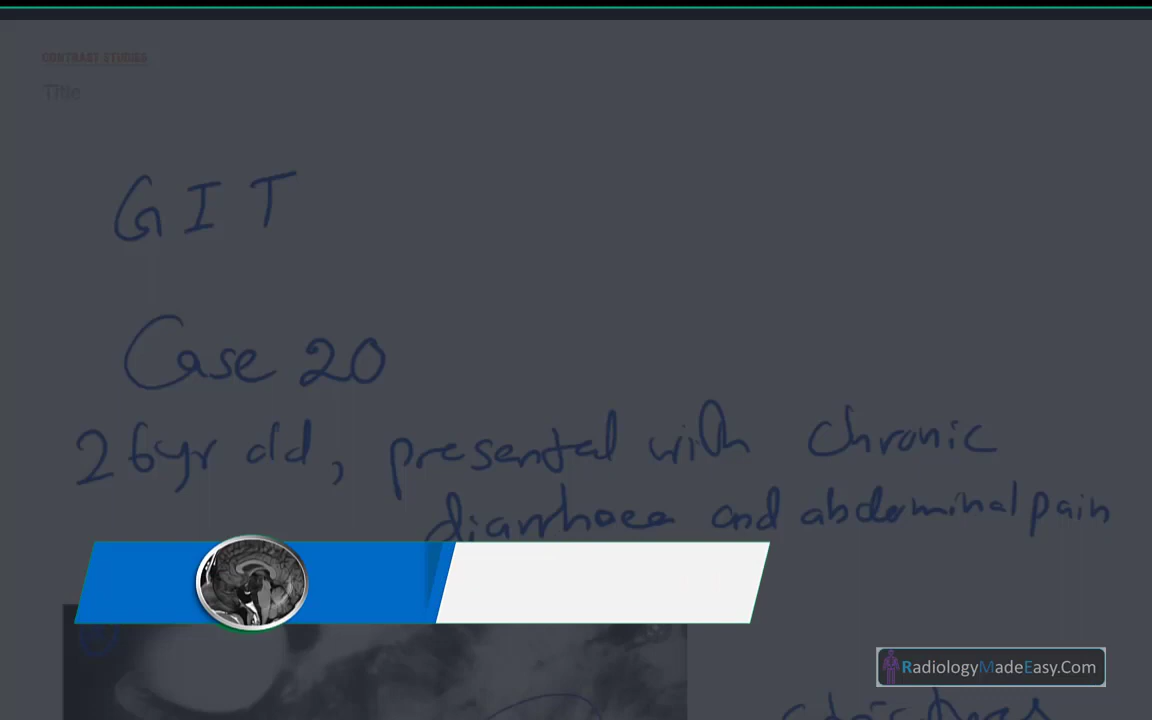 CONTRAST STUDIES
Title
GIT
Case 20
26yr old, presented with chronic
diarrhoea and abdominal pain
RadiologyMadeEasy.Com